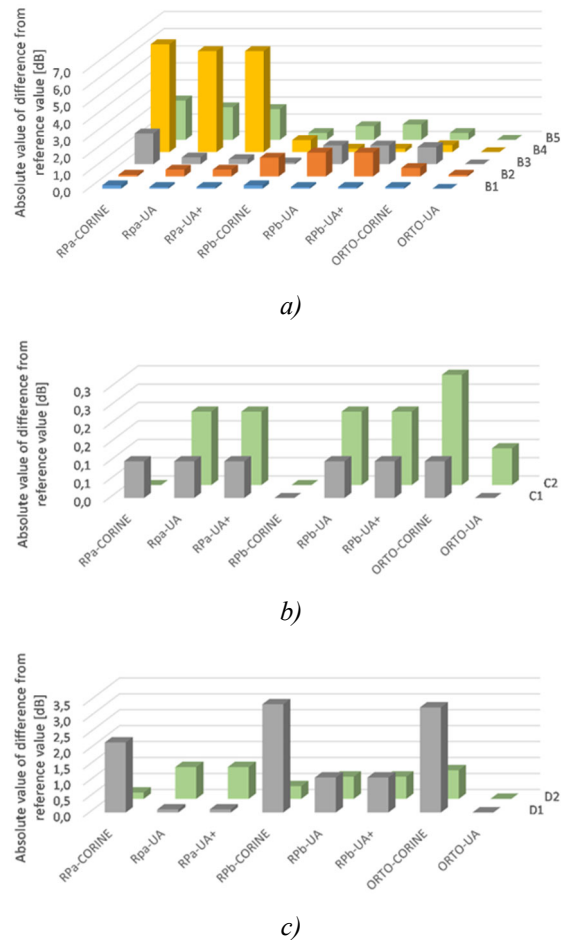 Absolute value of difference from
reference value [dB]
7,0
6,0
5,0
4,0
3,0
2,0
1,0
0,0
B5
B4
B3
B2
B1
RPa-CORINE
Rpa-UA
RPa-UA+
RPb-CORINE
RPb-UA
RPb-UA+
ORTO-CORINE
ORTO-UA
a)
Absolute value of difference from
reference value [dB]
0,3
0,3
0,2
0,2
0,1
0,1
0,0
C2
C1
RPa-CORINE
Rpa-UA
RPa-UA+
RPb-CORINE
RPb-UA
RPb-UA+
ORTO-CORINE
ORTO-UA
b)
Absolute value of difference from
reference value [dB]
3,5
3,0
2,5
2,0
1,5
1,0
0,5
0,0
D2
D1
RPa-CORINE
Rpa-UA
RPa-UA+
RPb-CORINE
RPb-UA
RPb-UA+
ORTO-CORINE
ORTO-UA
c)